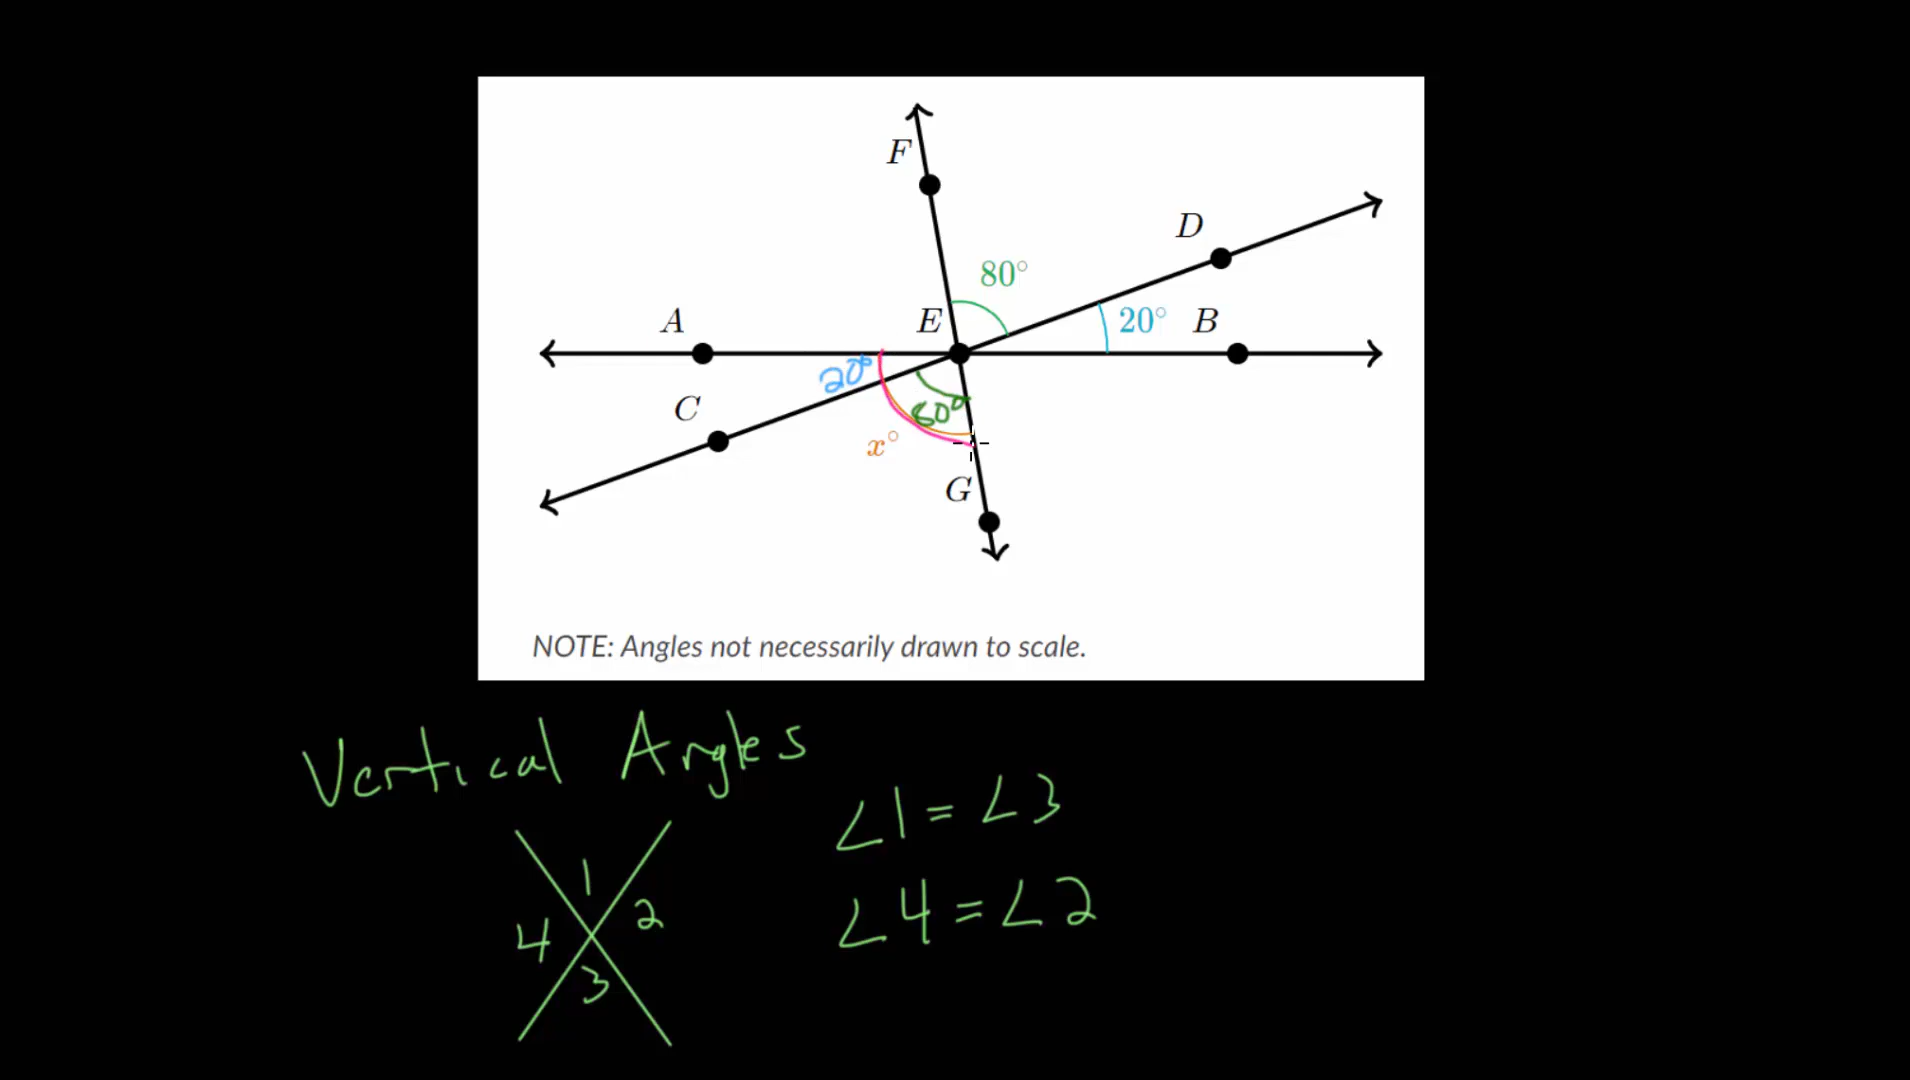 F
D
80°
A
E
20°
B
20°
C
80°
x°
G
NOTE: Angles not necessarily drawn to scale.
Vertical Angles
∠1 = ∠3
1
4
2
∠4 = ∠2
3